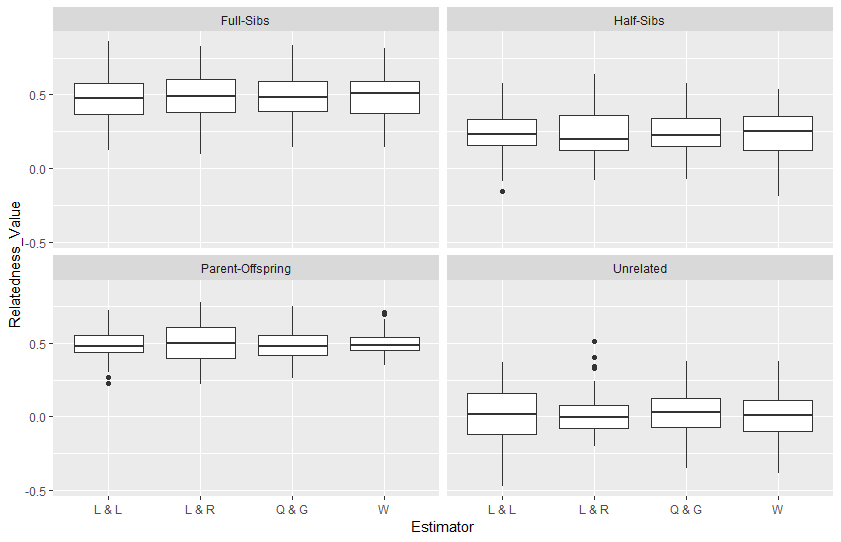 Full-Sibs
Half-Sibs
0.5
0.0
-0.5
Parent-Offspring
Unrelated
0.5
0.0
-0.5
L & L
L & R
Q & G
W
L & L
L & R
Q & G
W
Estimator
Relatedness_Value